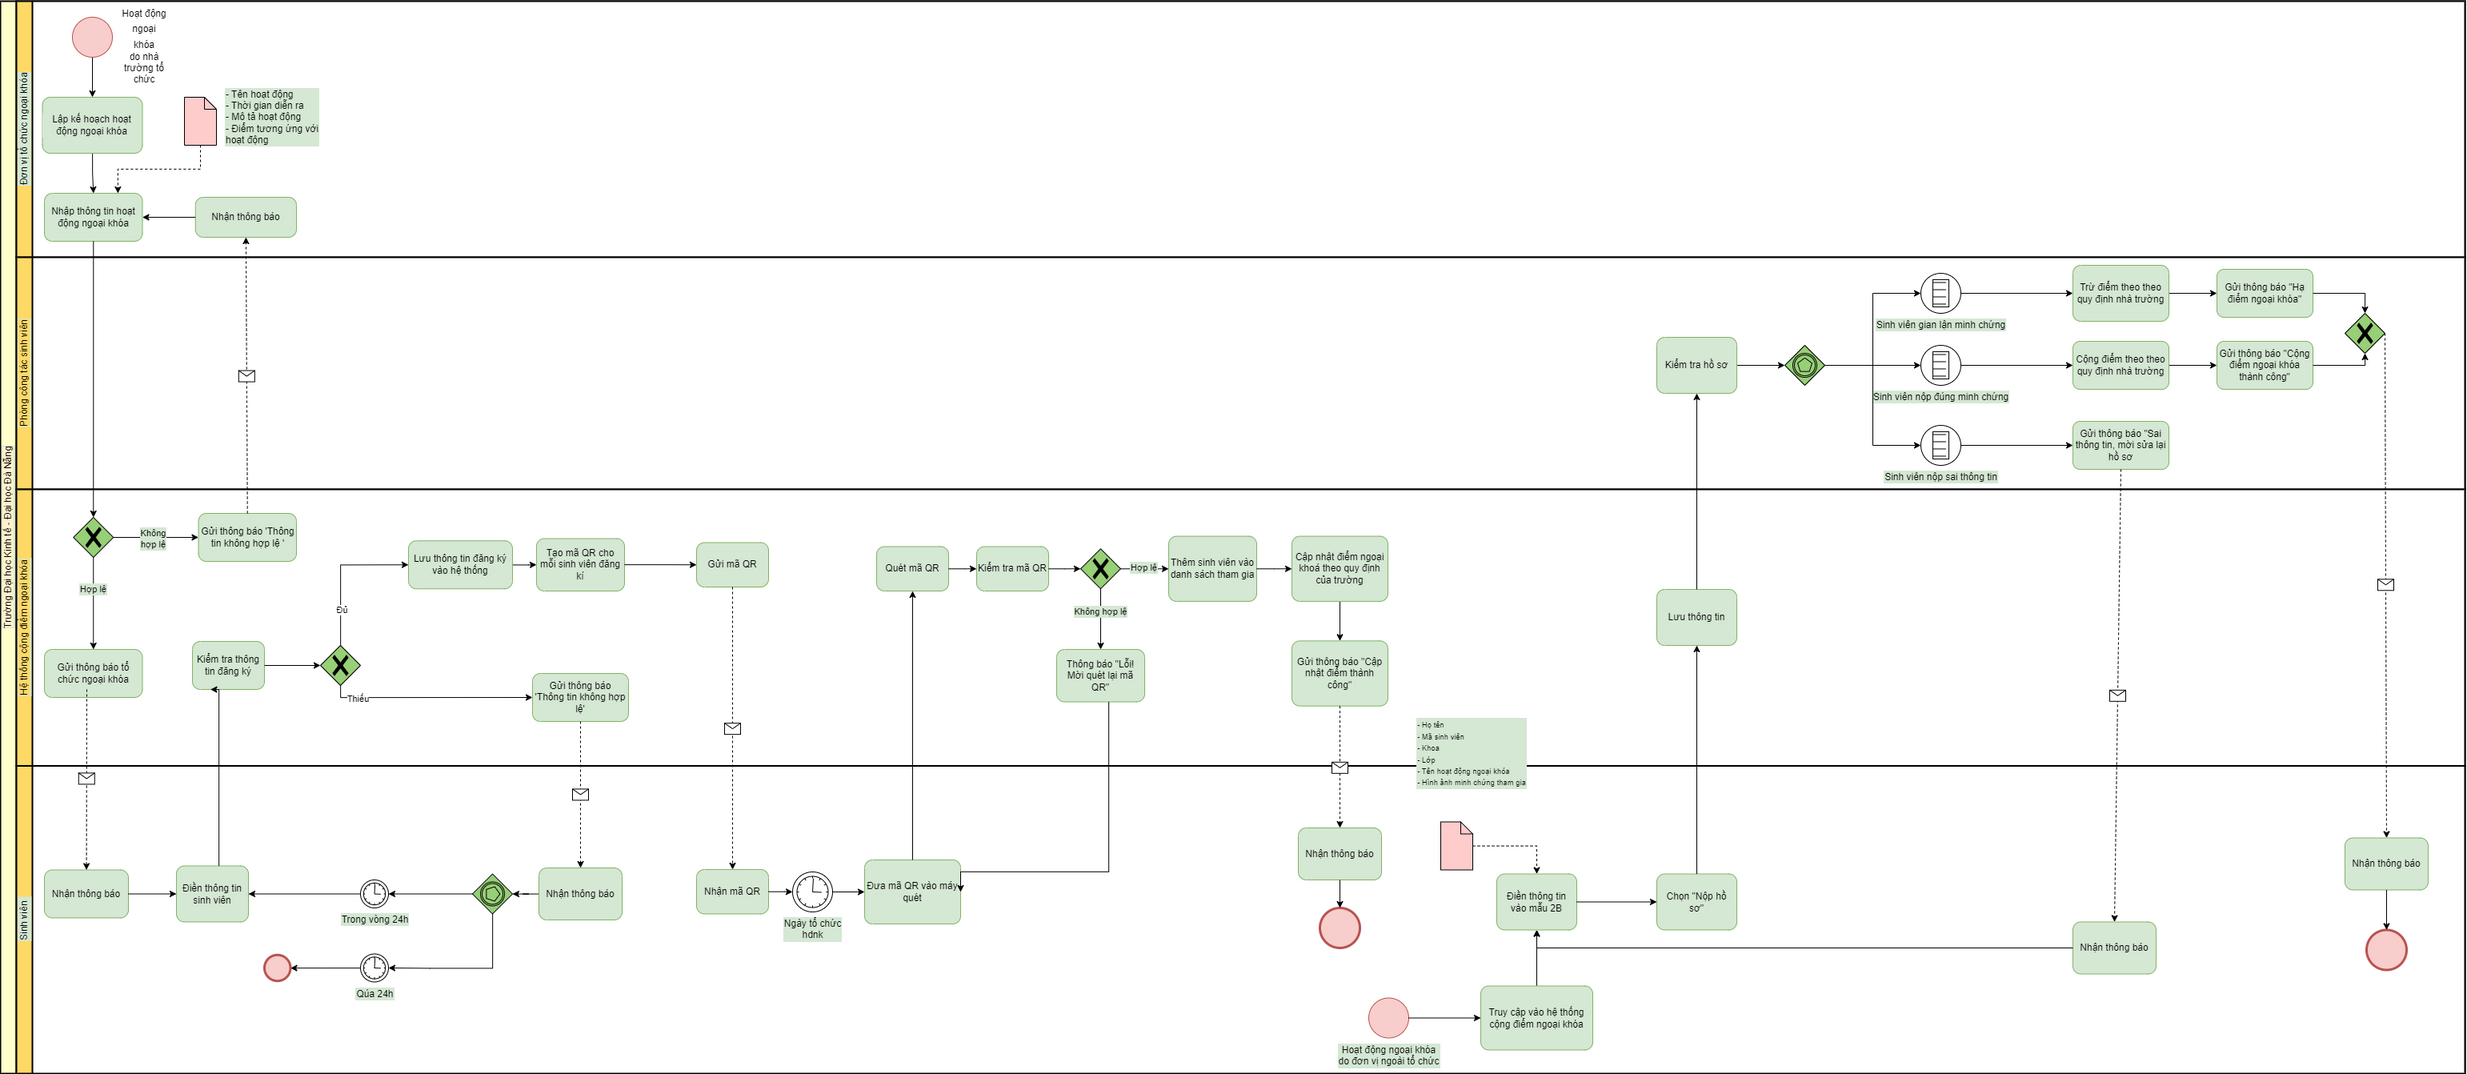 Trường Đại học Kinh tế - Đại học Đà Nẵng
Đơn vị tổ chức ngoại khóa
Hoạt động
ngoại
khóa
do nhà
trường tổ
chức
Lập kế hoạch hoạt
động ngoại khóa
- Tên hoạt động
- Thời gian diễn ra
- Mô tả hoạt động
- Điểm tương ứng với
hoạt động
Nhập thông tin hoạt
động ngoại khóa
Nhận thông báo
Phòng công tác sinh viên
Kiểm tra hồ sơ
Sinh viên gian lận minh chứng
Trừ điểm theo theo
quy định nhà trường
Gửi thông báo "Hạ
điểm ngoại khóa"
Sinh viên nộp đúng minh chứng
Cộng điểm theo theo
quy định nhà trường
Gửi thông báo "Cộng
điểm ngoại khóa
thành công"
Sinh viên nộp sai thông tin
Gửi thông báo "Sai
thông tin, mời sửa lại
hồ sơ
Hệ thống cộng điểm ngoại khóa
Không
hợp lệ
Gửi thông báo 'Thông
tin không hợp lệ '
Hợp lệ
Gửi thông báo tổ
chức ngoại khóa
Kiểm tra thông
tin đăng ký
Đủ
Thiếu
Lưu thông tin đăng ký
vào hệ thống
Tạo mã QR cho
mỗi sinh viên đăng
kí
Gửi mã QR
Gửi thông báo
'Thông tin không hợp
lệ'
Quét mã QR
Kiểm tra mã QR
Hợp lệ
Không hợp lệ
Thông báo "Lỗi!
Mời quét lại mã
QR"
Thêm sinh viên vào
danh sách tham gia
Cập nhật điểm ngoại
khoá theo quy định
của trường
Gửi thông báo "Cập
nhật điểm thành
công"
Lưu thông tin
- Họ tên
- Mã sinh viên
- Khoa
- Lớp
- Tên hoạt động ngoại khóa
- Hình ảnh minh chứng tham gia
Sinh viên
Nhận thông báo
Điền thông tin
sinh viên
Trong vòng 24h
Qúa 24h
Nhận thông báo
Nhận mã QR
Ngày tổ chức
hdnk
Đưa mã QR vào máy
quét
Nhận thông báo
Điền thông tin
vào mẫu 2B
Chọn "Nộp hồ
sơ"
Nhận thông báo
Nhận thông báo
Hoạt động ngoại khóa
do đơn vị ngoài tổ chức
Truy cập vào hệ thống
cộng điểm ngoại khóa